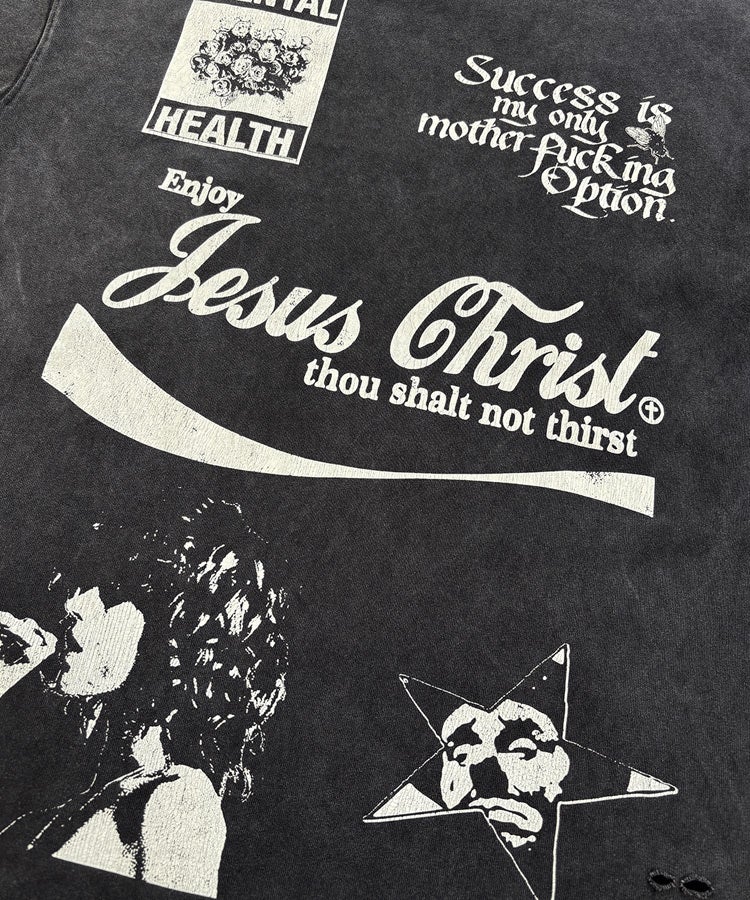 HEALTH
Success is
my only
mother fucking
Option.
Enjoy
Jesus Christ
thou shalt not thirst